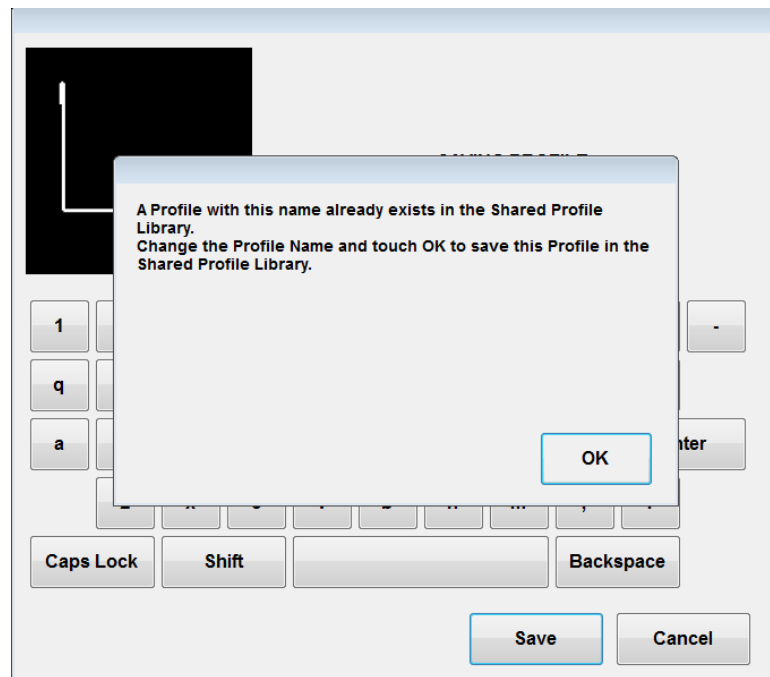 A Profile with this name already exists in the Shared Profile
Library.
Change the Profile Name and touch OK to save this Profile in the
Shared Profile Library.
1
-
q
a
OK
Caps Lock
Shift
Backspace
Save
Cancel